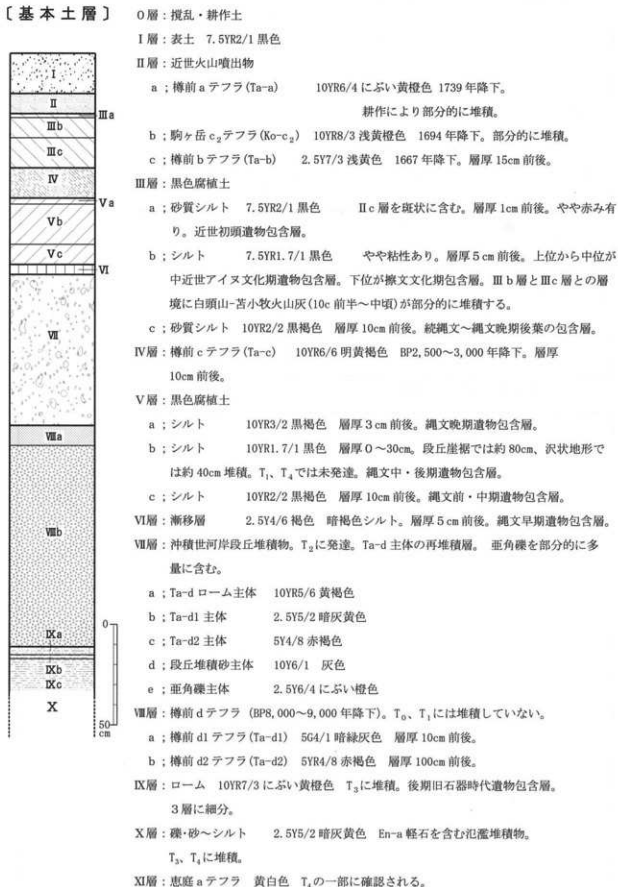 〔基本土層〕
0層：撹乱・耕作土
Ⅰ層：表土 7.5YR2/1 黒色
Ⅱ層：近世火山噴出物
a；樽前 a テフラ(Ta-a) 10YR6/4 にぶい黄橙色 1739年降下。
耕作により部分的に堆積。
b；駒ヶ岳 c₂テフラ(Ko-c₂) 10YR8/3 浅黄橙色 1694年降下。部分的に堆積。
c；樽前 b テフラ(Ta-b) 2.5Y7/3 浅黄色 1667年降下。層厚 15cm 前後。
Ⅲ層：黒色腐植土
a；砂質シルト 7.5YR2/1 黒色 Ⅱc 層を斑状に含む。層厚 1cm 前後。やや赤み有
り。近世初頭遺物包含層。
b；シルト 7.5YR1.7/1 黒色 やや粘性あり。層厚 5 cm 前後。上位から中位が
中近世アイヌ文化期遺物包含層。下位が擦文文化期包含層。Ⅲb 層とⅢc 層との層
境に白頭山-苫小牧火山灰(10c 前半～中頃)が部分的に堆積する。
c；砂質シルト 10YR2/2 黒褐色 層厚 10cm 前後。続縄文～縄文晩期後葉の包含層。
Ⅳ層：樽前 c テフラ(Ta-c) 10YR6/6 明黄褐色 BP2,500～3,000 年降下。層厚
10cm 前後。
Ⅴ層：黒色腐植土
a；シルト 10YR3/2 黒褐色 層厚 3 cm 前後。縄文晩期遺物包含層。
b；シルト 10YR1.7/1 黒色 層厚 0～30cm。段丘崖裾では約 80cm、沢状地形で
は約 40cm 堆積。T₁、T₄では未発達。縄文中・後期遺物包含層。
c；シルト 10YR2/2 黒褐色 層厚 10cm 前後。縄文前・中期遺物包含層。
Ⅵ層：漸移層 2.5Y4/6 褐色 暗褐色シルト。層厚 5 cm 前後。縄文早期遺物包含層。
Ⅶ層：沖積世河岸段丘堆積物。T₂に発達。Ta-d 主体の再堆積層。 亜角礫を部分的に多
量に含む。
a；Ta-d ローム主体 10YR5/6 黄褐色
b；Ta-d1 主体 2.5Y5/2 暗灰黄色
c；Ta-d2 主体 5Y4/8 赤褐色
d；段丘堆積砂主体 10Y6/1 灰色
e；亜角礫主体 2.5Y6/4 にぶい橙色
Ⅷ層：樽前 d テフラ (BP8,000～9,000 年降下)。T₀、T₁には堆積していない。
a；樽前 d1 テフラ(Ta-d1) 5G4/1 暗緑灰色 層厚 10cm 前後。
b；樽前 d2 テフラ(Ta-d2) 5YR4/8 赤褐色 層厚 100cm 前後。
Ⅸ層：ローム 10YR7/3 にぶい黄橙色 T₃に堆積。後期旧石器時代遺物包含層。
3層に細分。
Ⅹ層：礫・砂～シルト 2.5Y5/2 暗灰黄色 En-a 軽石を含む氾濫堆積物。
T₃、T₄に堆積。
Ⅺ層：恵庭 a テフラ 黄白色 T₄の一部に確認される。
Ⅰ
Ⅱ
Ⅲa
Ⅲb
Ⅲc
Ⅳ
Ⅴa
Ⅴb
Ⅴc
Ⅵ
Ⅶ
Ⅷa
Ⅷb
Ⅸa
Ⅸb
Ⅸc
Ⅹ
0
50
cm